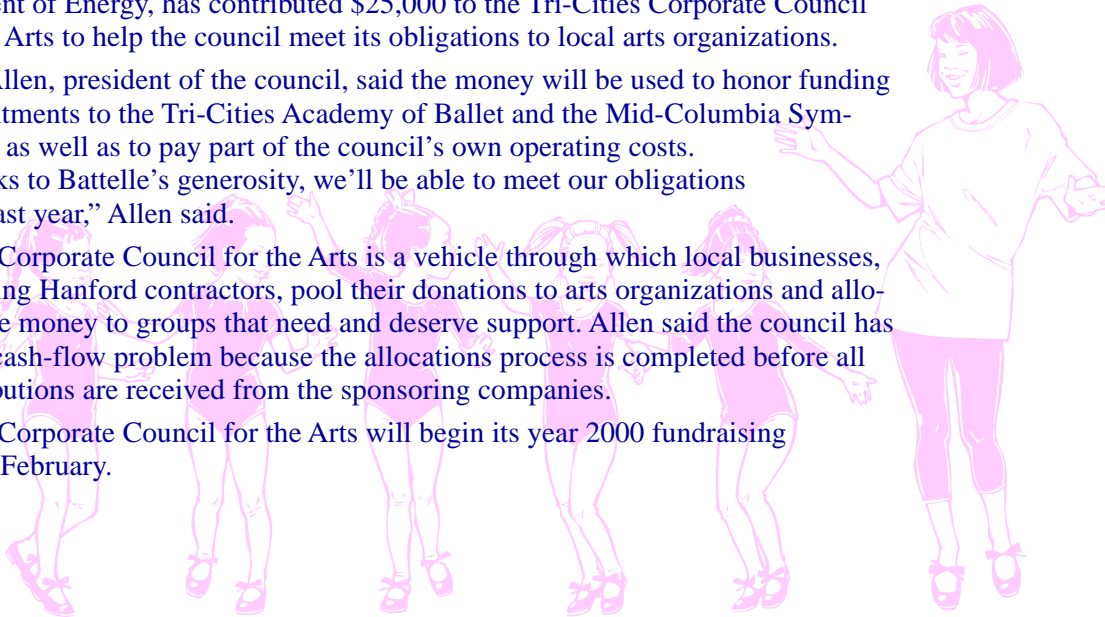 ent of Energy, has contributed $25,000 to the Tri-Cities Corporate Council
Arts to help the council meet its obligations to local arts organizations.
Allen, president of the council, said the money will be used to honor funding
tments to the Tri-Cities Academy of Ballet and the Mid-Columbia Sym-
as well as to pay part of the council’s own operating costs.
ks to Battelle’s generosity, we’ll be able to meet our obligations
ast year,” Allen said.
Corporate Council for the Arts is a vehicle through which local businesses,
ing Hanford contractors, pool their donations to arts organizations and allo-
e money to groups that need and deserve support. Allen said the council has
cash-flow problem because the allocations process is completed before all
butions are received from the sponsoring companies.
Corporate Council for the Arts will begin its year 2000 fundraising
February.